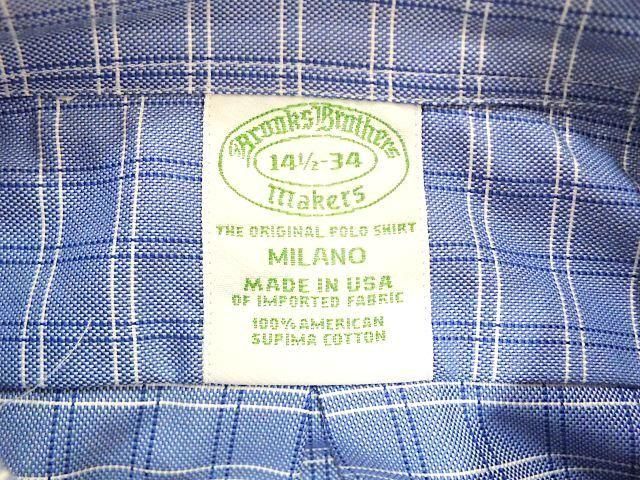 Brooks Brothers
14½-34
Makers
THE ORIGINAL POLO SHIRT
MILANO
MADE IN USA
OF IMPORTED FABRIC
100% AMERICAN
SUPIMA COTTON